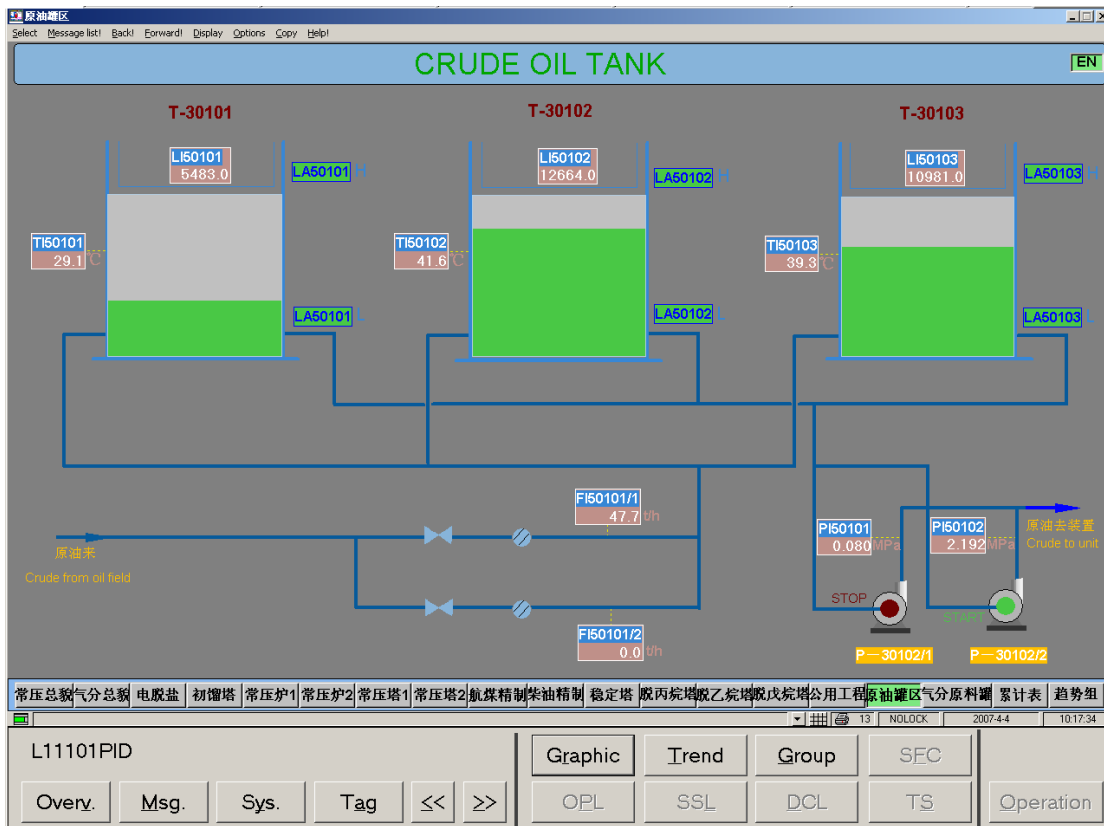 原油罐区
Select Message list! Back! Forward! Display Options Copy Help!
CRUDE OIL TANK
EN
T-30101
T-30102
T-30103
LI50101
5483.0
LA50101 H
LI50102
12664.0
LA50102 H
LI50103
10981.0
LA50103 H
TI50101
29.1 ℃
TI50102
41.6 ℃
TI50103
39.3 ℃
LA50101 L
LA50102 L
LA50103 L
FI50101/1
47.7 t/h
原油来
Crude from oil field
PI50101
0.080 MPa
PI50102
2.192 MPa
原油去装置
Crude to unit
STOP
START
FI50101/2
0.0 t/h
P-30102/1
P-30102/2
常压总貌 气分总貌 电脱盐 初馏塔 常压炉1 常压炉2 常压塔1 常压塔2 航煤精制 柴油精制 稳定塔 脱丙烷塔 脱乙烷塔 脱戊烷塔 公用工程 原油罐区 气分原料罐 累计表 趋势组
13 NOLOCK 2007-4-4 10:17:34
L11101PID
Graphic Trend Group SFC
Overv. Msg. Sys. Tag << >> OPL SSL DCL TS Operation